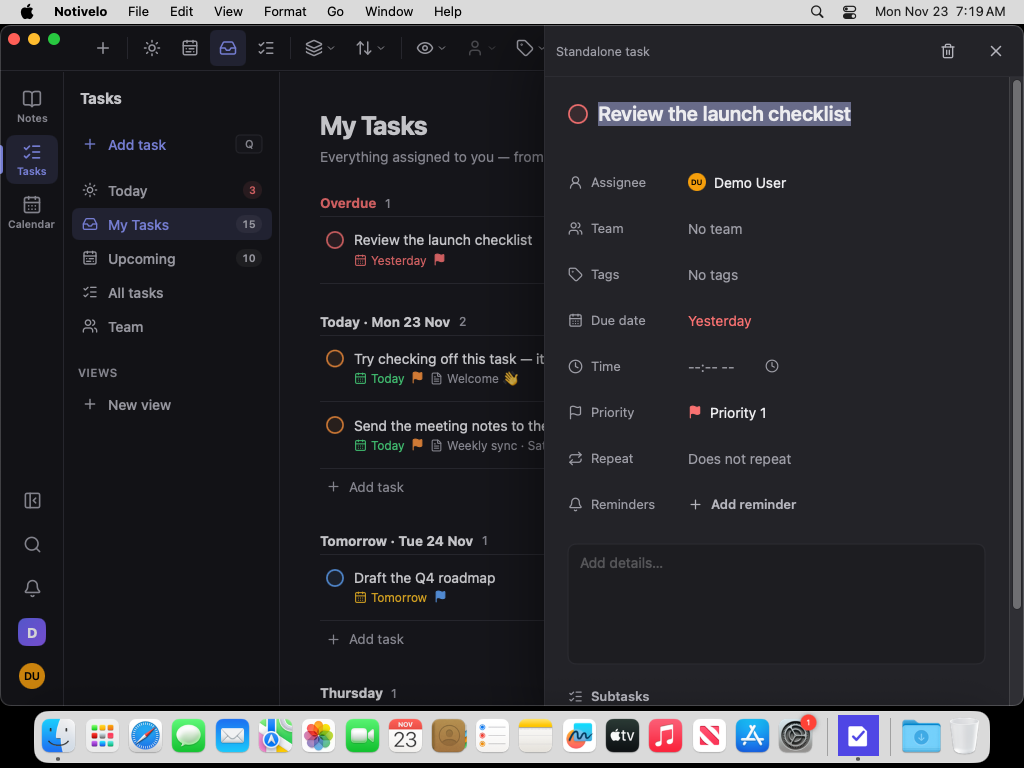 Notivelo File Edit View Format Go Window Help Mon Nov 23 7:19 AM
Standalone task
Notes
Tasks
Calendar
D
DU
Tasks
Add task Q
Today 3
My Tasks 15
Upcoming 10
All tasks
Team
VIEWS
New view
My Tasks
Everything assigned to you — from
Overdue 1
Review the launch checklist
Yesterday
Today · Mon 23 Nov 2
Try checking off this task — it
Today Welcome 👋
Send the meeting notes to the
Today Weekly sync · Sat
Add task
Tomorrow · Tue 24 Nov 1
Draft the Q4 roadmap
Tomorrow
Add task
Thursday 1
Review the launch checklist
Assignee DU Demo User
Team No team
Tags No tags
Due date Yesterday
Time --:-- --
Priority Priority 1
Repeat Does not repeat
Reminders Add reminder
Add details...
Subtasks
NOV
23
tv
1